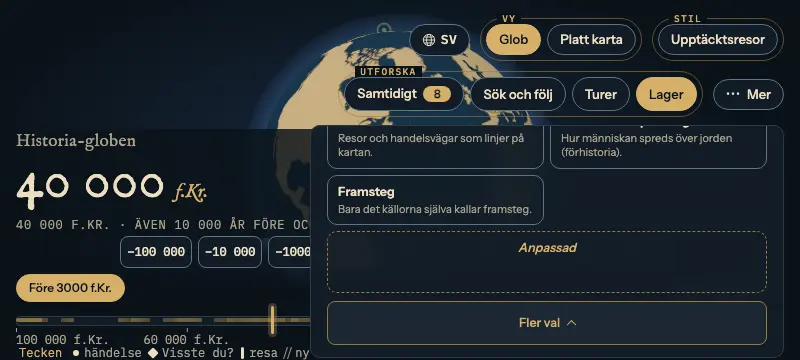 VY
STIL
SV
Glob
Platt karta
Upptäcktsresor
UTFORSKA
Samtidigt 8
Sök och följ
Turer
Lager
··· Mer
Historia-globen
Resor och handelsvägar som linjer på
kartan.
Hur människan spreds över jorden
(förhistoria).
40 000 f.Kr.
Framsteg
Bara det källorna själva kallar framsteg.
40 000 F.KR. · ÄVEN 10 000 ÅR FÖRE
−100 000
−10 000
−1000
Anpassad
Före 3000 f.Kr.
Fler val
100 000 f.Kr.
60 000 f.Kr.
Tecken
händelse
Visste du?
resa // ny